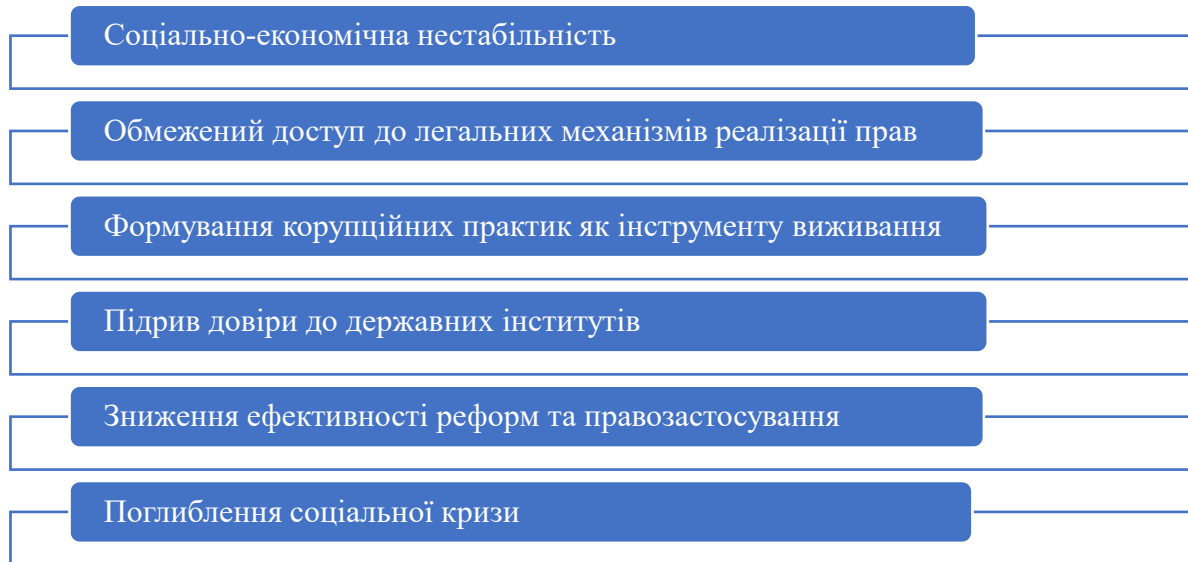 Соціально-економічна нестабільність
Обмежений доступ до легальних механізмів реалізації прав
Формування корупційних практик як інструменту виживання
Підрив довіри до державних інститутів
Зниження ефективності реформ та правозастосування
Поглиблення соціальної кризи